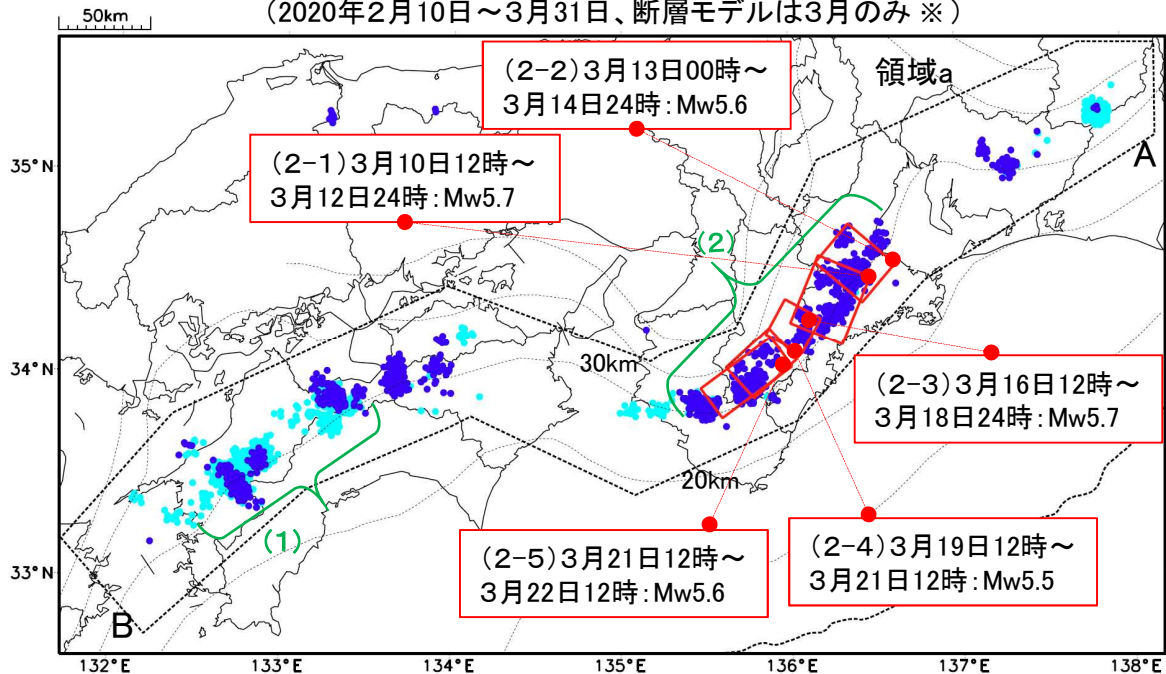 50km
(2020年2月10日～3月31日、断層モデルは3月のみ ※)
(2-2)3月13日00時～
3月14日24時：Mw5.6
領域a
(2-1)3月10日12時～
3月12日24時：Mw5.7
A
35°N
(2)
34°N
30km
(2-3)3月16日12時～
3月18日24時：Mw5.7
20km
(1)
(2-5)3月21日12時～
3月22日12時：Mw5.6
(2-4)3月19日12時～
3月21日12時：Mw5.5
33°N
B
132°E
133°E
134°E
135°E
136°E
137°E
138°E